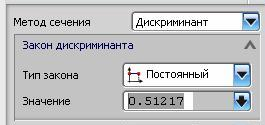 Метод сечения Дискриминант
Закон дискриминанта
Тип закона Постоянный
Значение 0.51217